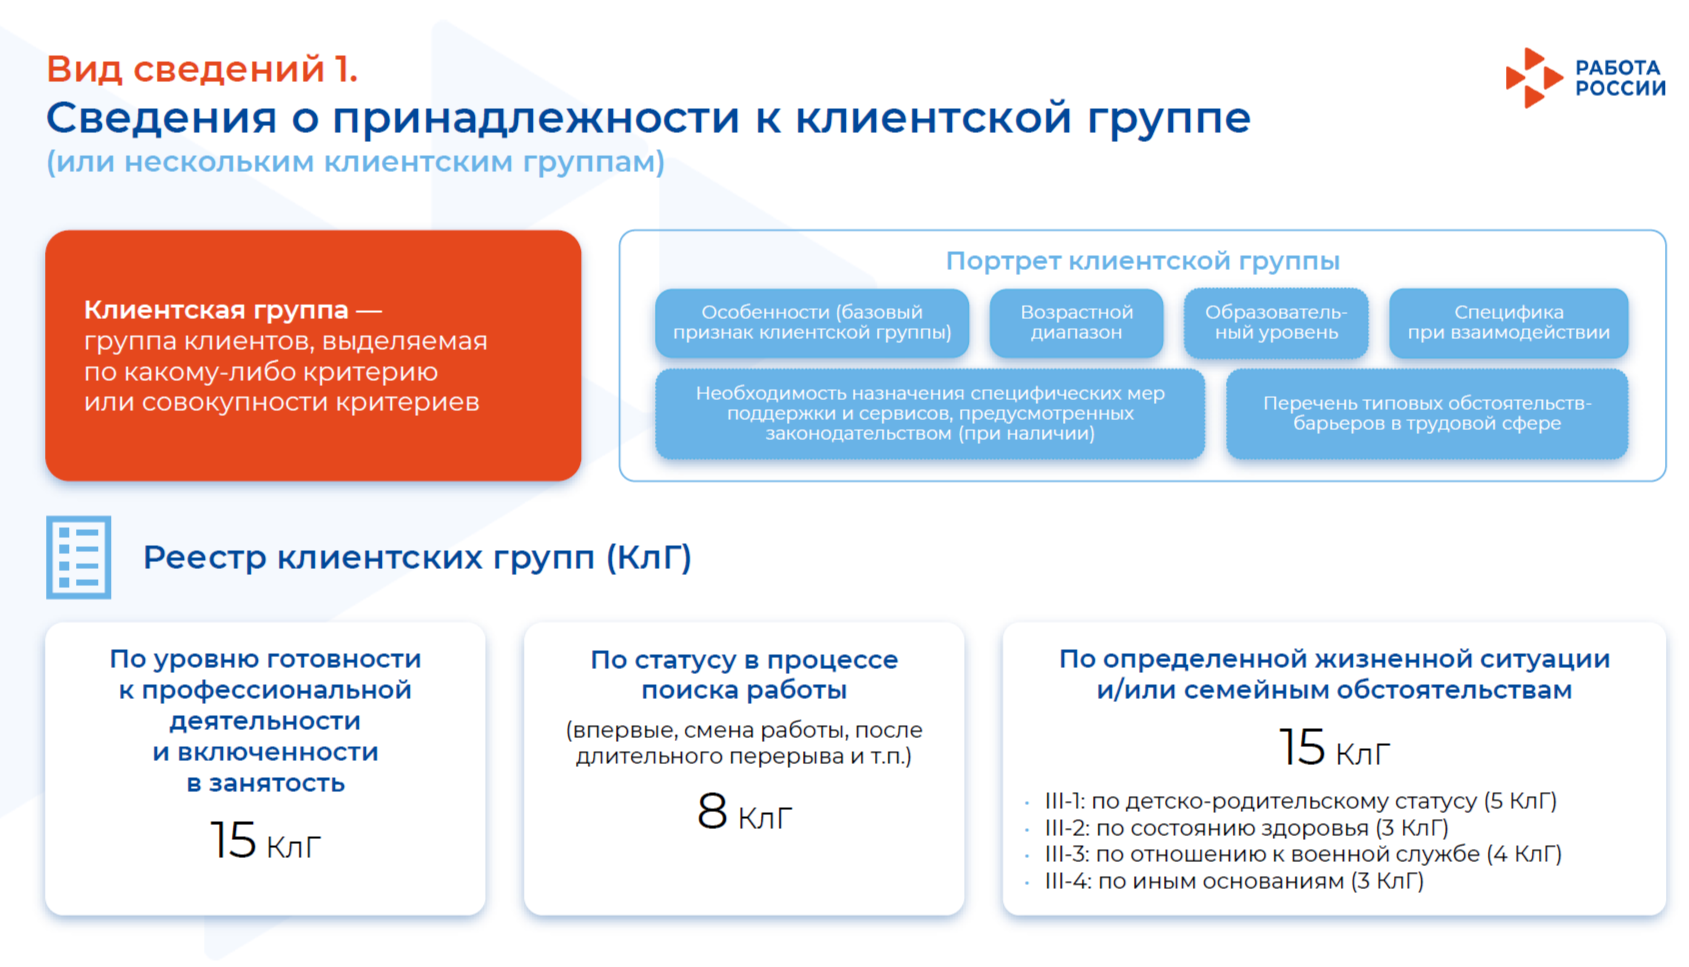 Вид сведений 1.
Сведения о принадлежности к клиентской группе
(или нескольким клиентским группам)
РАБОТА
РОССИИ
Клиентская группа —
группа клиентов, выделяемая
по какому-либо критерию
или совокупности критериев
Портрет клиентской группы
Особенности (базовый
признак клиентской группы)
Возрастной
диапазон
Образователь-
ный уровень
Специфика
при взаимодействии
Необходимость назначения специфических мер
поддержки и сервисов, предусмотренных
законодательством (при наличии)
Перечень типовых обстоятельств-
барьеров в трудовой сфере
Реестр клиентских групп (КлГ)
По уровню готовности
к профессиональной
деятельности
и включенности
в занятость
15 КлГ
По статусу в процессе
поиска работы
(впервые, смена работы, после
длительного перерыва и т.п.)
8 КлГ
По определенной жизненной ситуации
и/или семейным обстоятельствам
15 КлГ
· III-1: по детско-родительскому статусу (5 КлГ)
· III-2: по состоянию здоровья (3 КлГ)
· III-3: по отношению к военной службе (4 КлГ)
· III-4: по иным основаниям (3 КлГ)